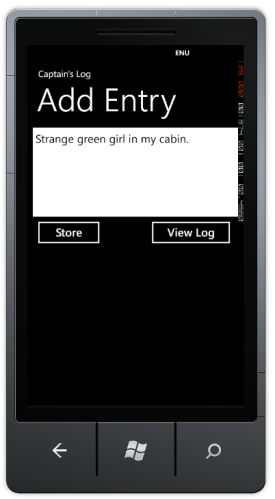 ENU
Captain's Log
Add Entry
Strange green girl in my cabin.
Store
View Log